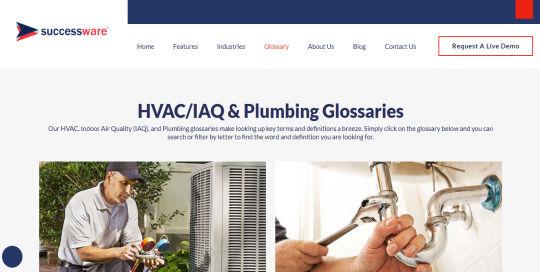 successware
Home Features Industries Glossary About Us Blog Contact Us Request A Live Demo
HVAC/IAQ & Plumbing Glossaries
Our HVAC, Indoor Air Quality (IAQ), and Plumbing glossaries make looking up key terms and definitions a breeze. Simply click on the glossary below and you can
search or filter by letter to find the word and definition you are looking for.